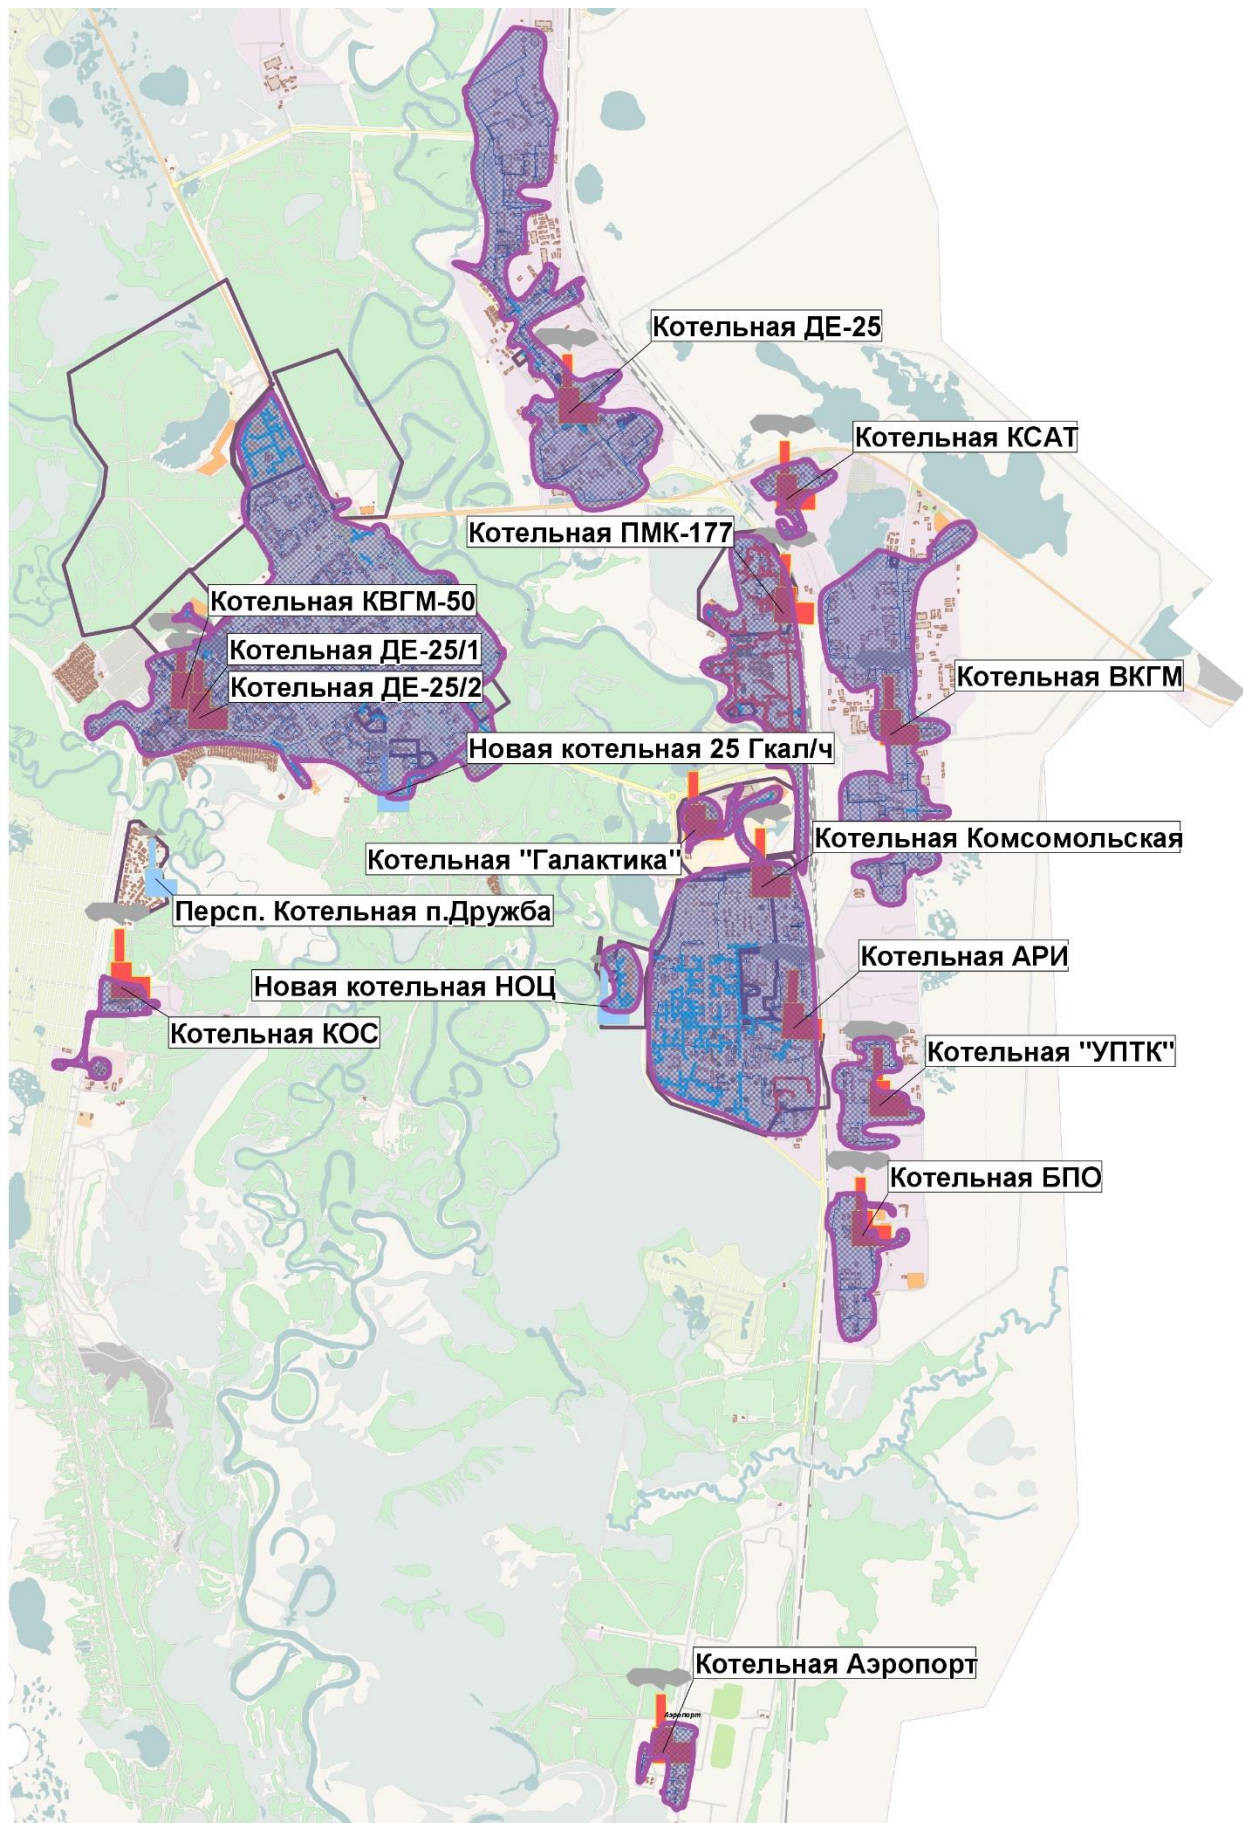 Котельная ДЕ-25
Котельная КСАТ
Котельная ПМК-177
Котельная КВГМ-50
Котельная ДЕ-25/1
Котельная ДЕ-25/2
Котельная ВКГМ
Новая котельная 25 Гкал/ч
Котельная Комсомольская
Котельная "Галактика"
Персп. Котельная п.Дружба
Котельная АРИ
Новая котельная НОЦ
Котельная КОС
Котельная "УПТК"
Котельная БПО
Котельная Аэропорт
Аэропорт